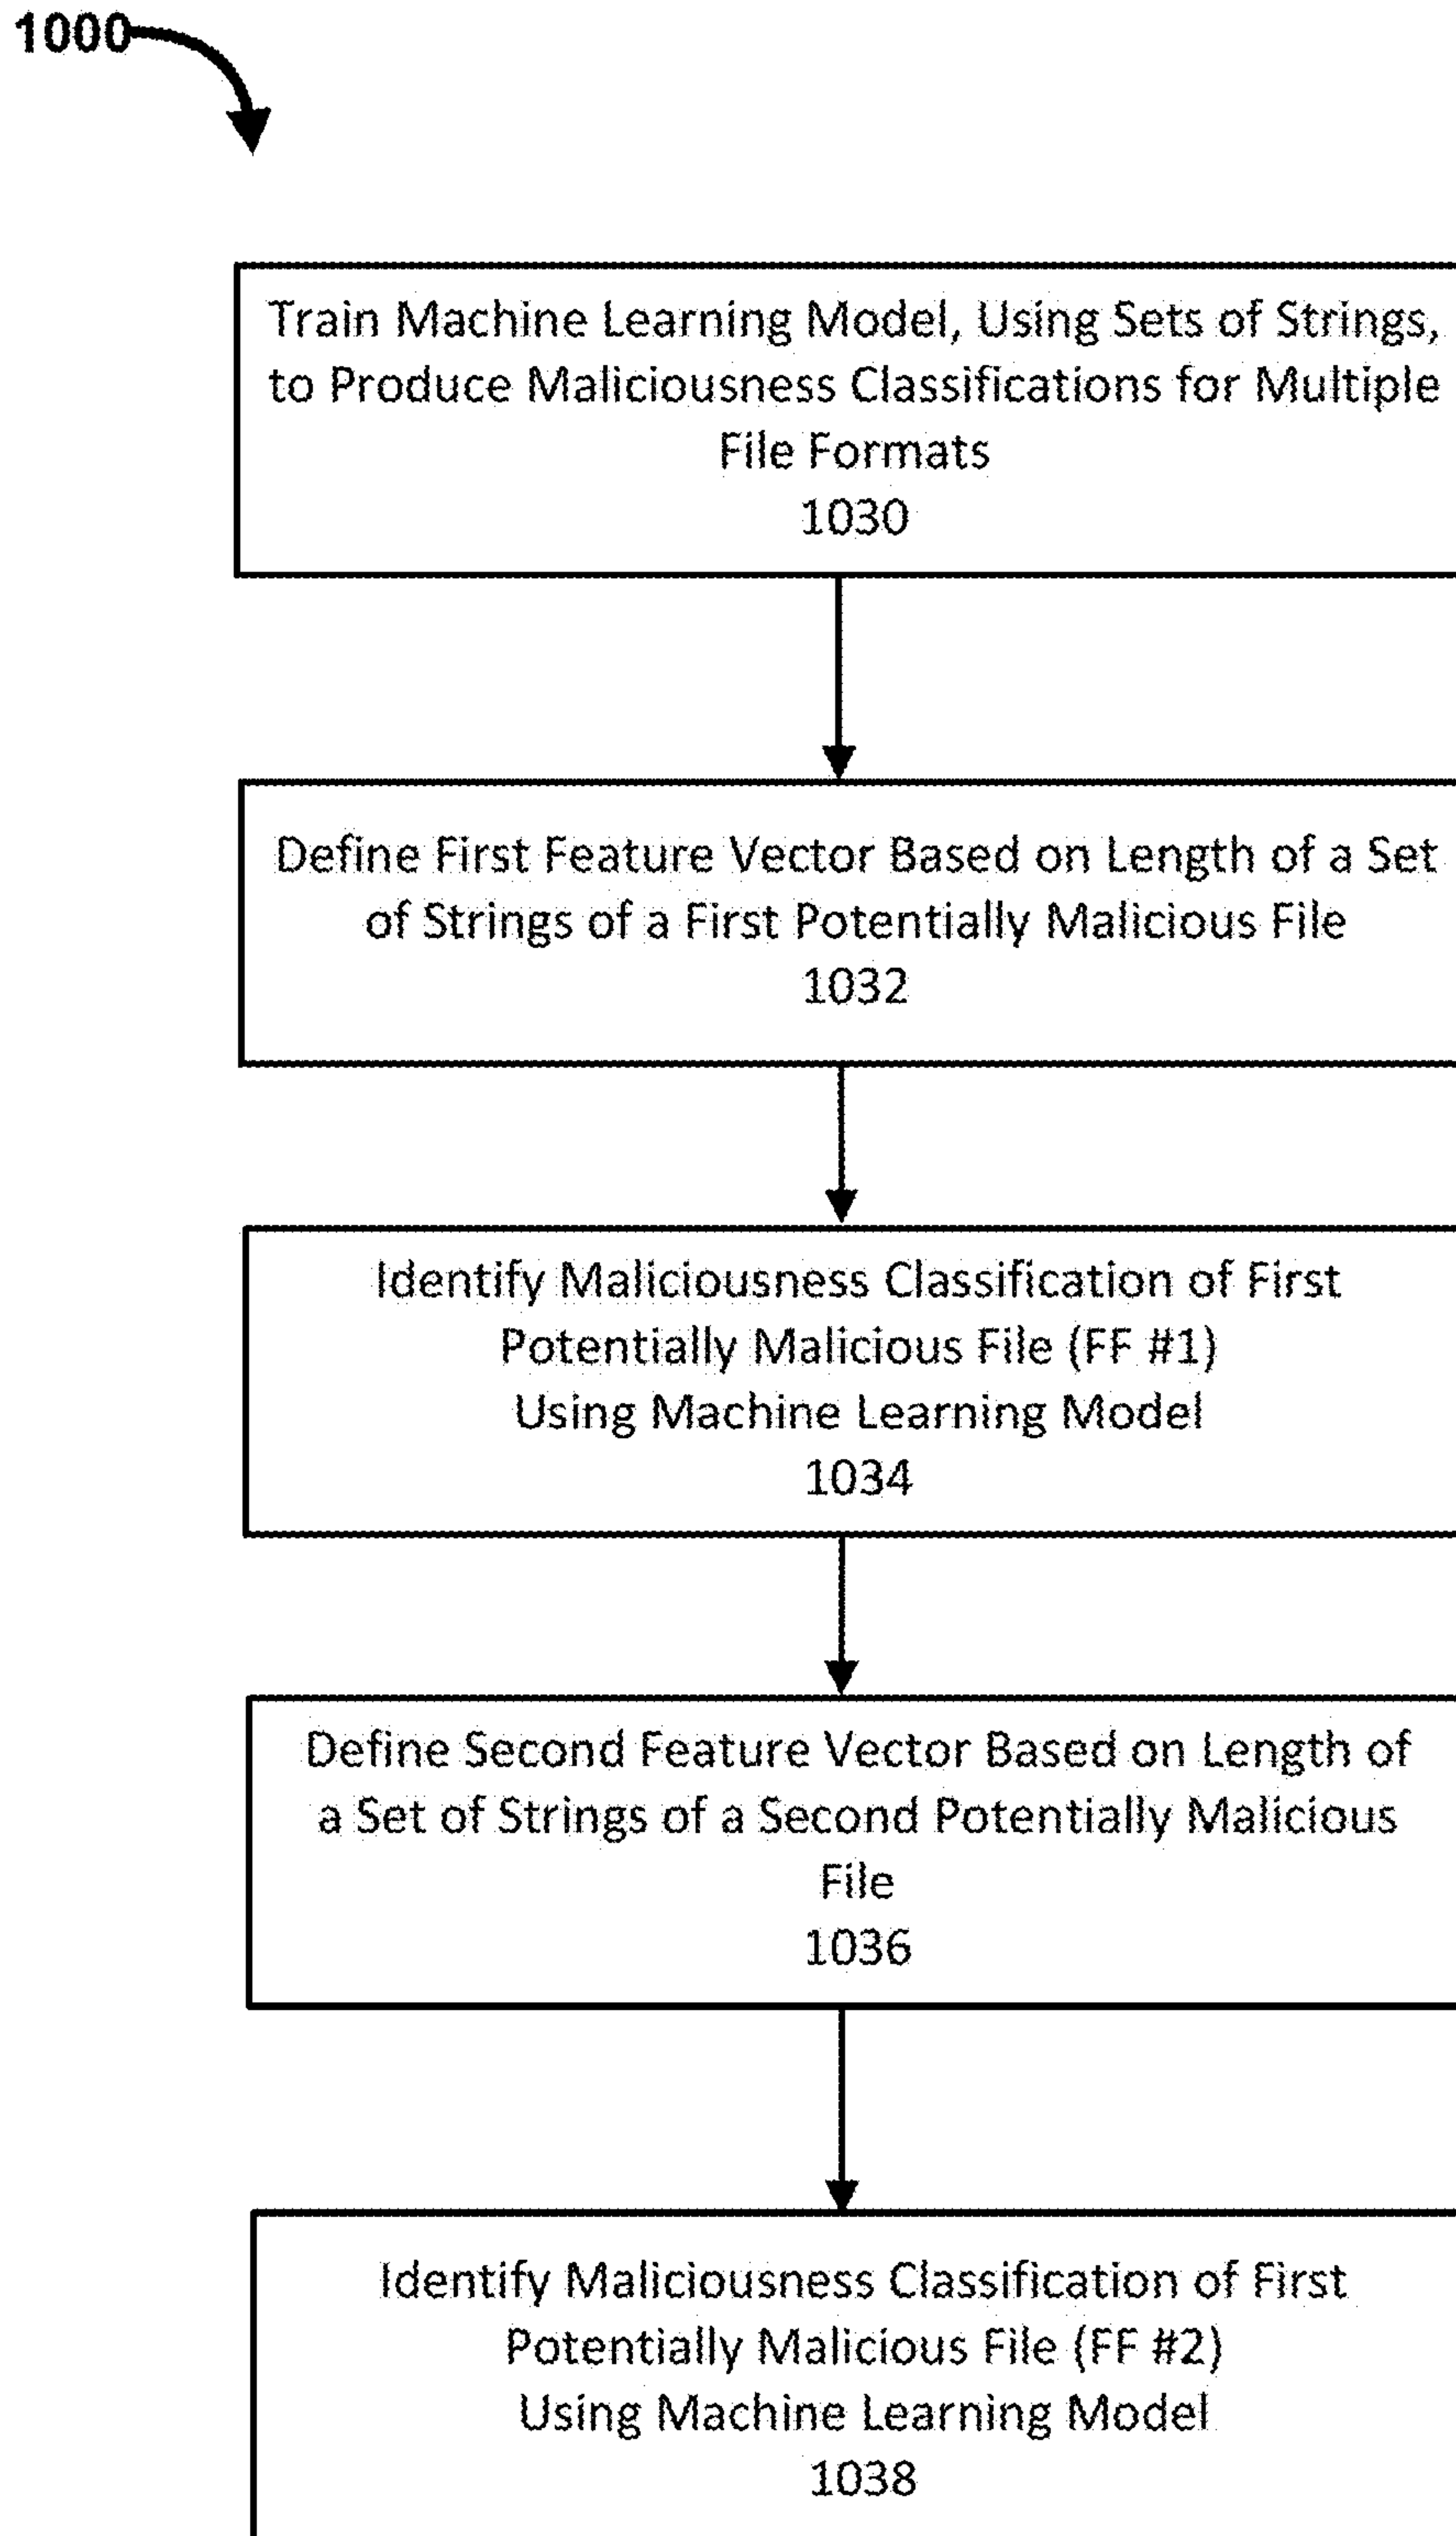 1000
Train Machine Learning Model, Using Sets of Strings,
to Produce Maliciousness Classifications for Multiple
File Formats
1030
Define First Feature Vector Based on Length of a Set
of Strings of a First Potentially Malicious File
1032
Identify Maliciousness Classification of First
Potentially Malicious File (FF #1)
Using Machine Learning Model
1034
Define Second Feature Vector Based on Length of
a Set of Strings of a Second Potentially Malicious
File
1036
Identify Maliciousness Classification of First
Potentially Malicious File (FF #2)
Using Machine Learning Model
1038